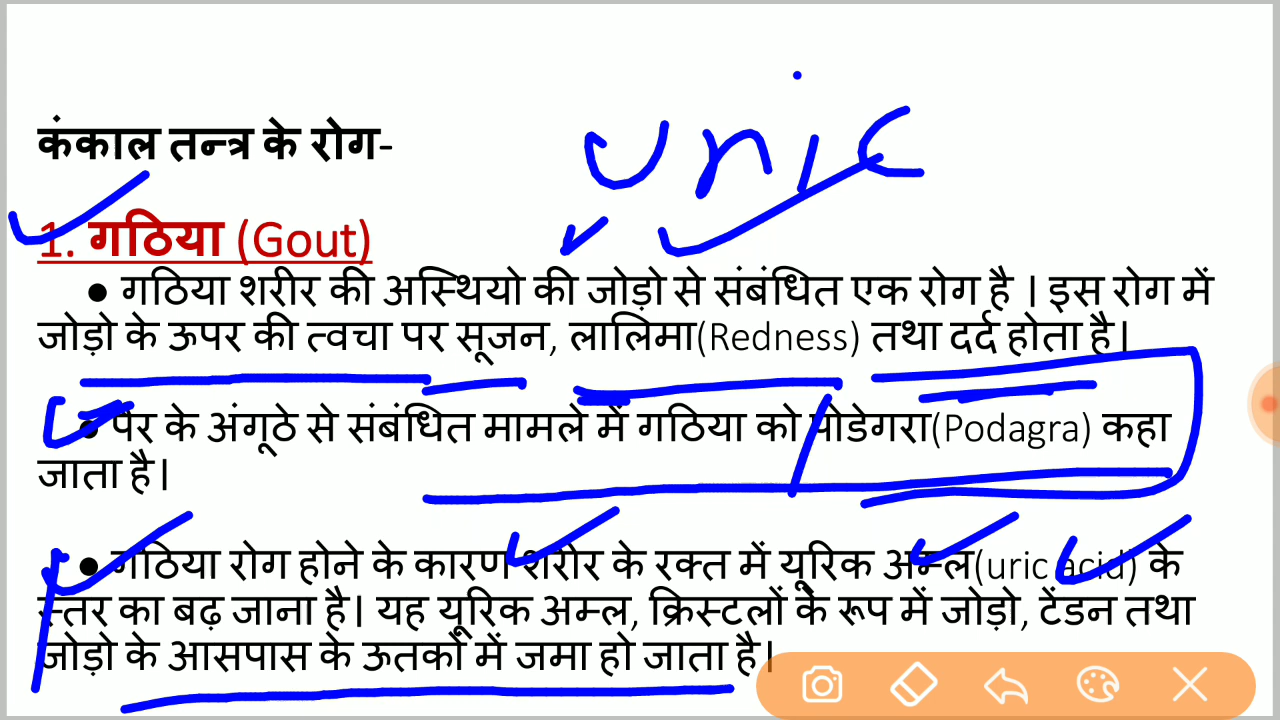 uric
कंकाल तन्त्र के रोग-
1. गठिया (Gout)
● गठिया शरीर की अस्थियो की जोड़ो से संबंधित एक रोग है । इस रोग में
जोड़ो के ऊपर की त्वचा पर सूजन, लालिमा(Redness) तथा दर्द होता है।
● पैर के अंगूठे से संबंधित मामले में गठिया को पोडेगरा(Podagra) कहा
जाता है।
● गठिया रोग होने के कारण शरीर के रक्त में यूरिक अम्ल(uric acid) के
स्तर का बढ़ जाना है। यह यूरिक अम्ल, क्रिस्टलों के रूप में जोड़ो, टेंडन तथा
जोड़ो के आसपास के ऊतकों में जमा हो जाता है।